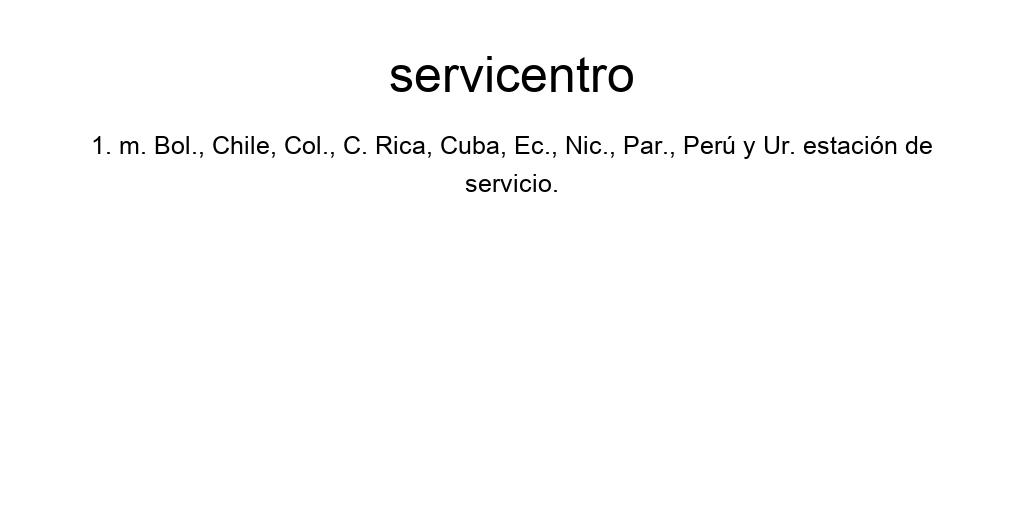 servicentro
1. m. Bol., Chile, Col., C. Rica, Cuba, Ec., Nic., Par., Perú y Ur. estación de
servicio.